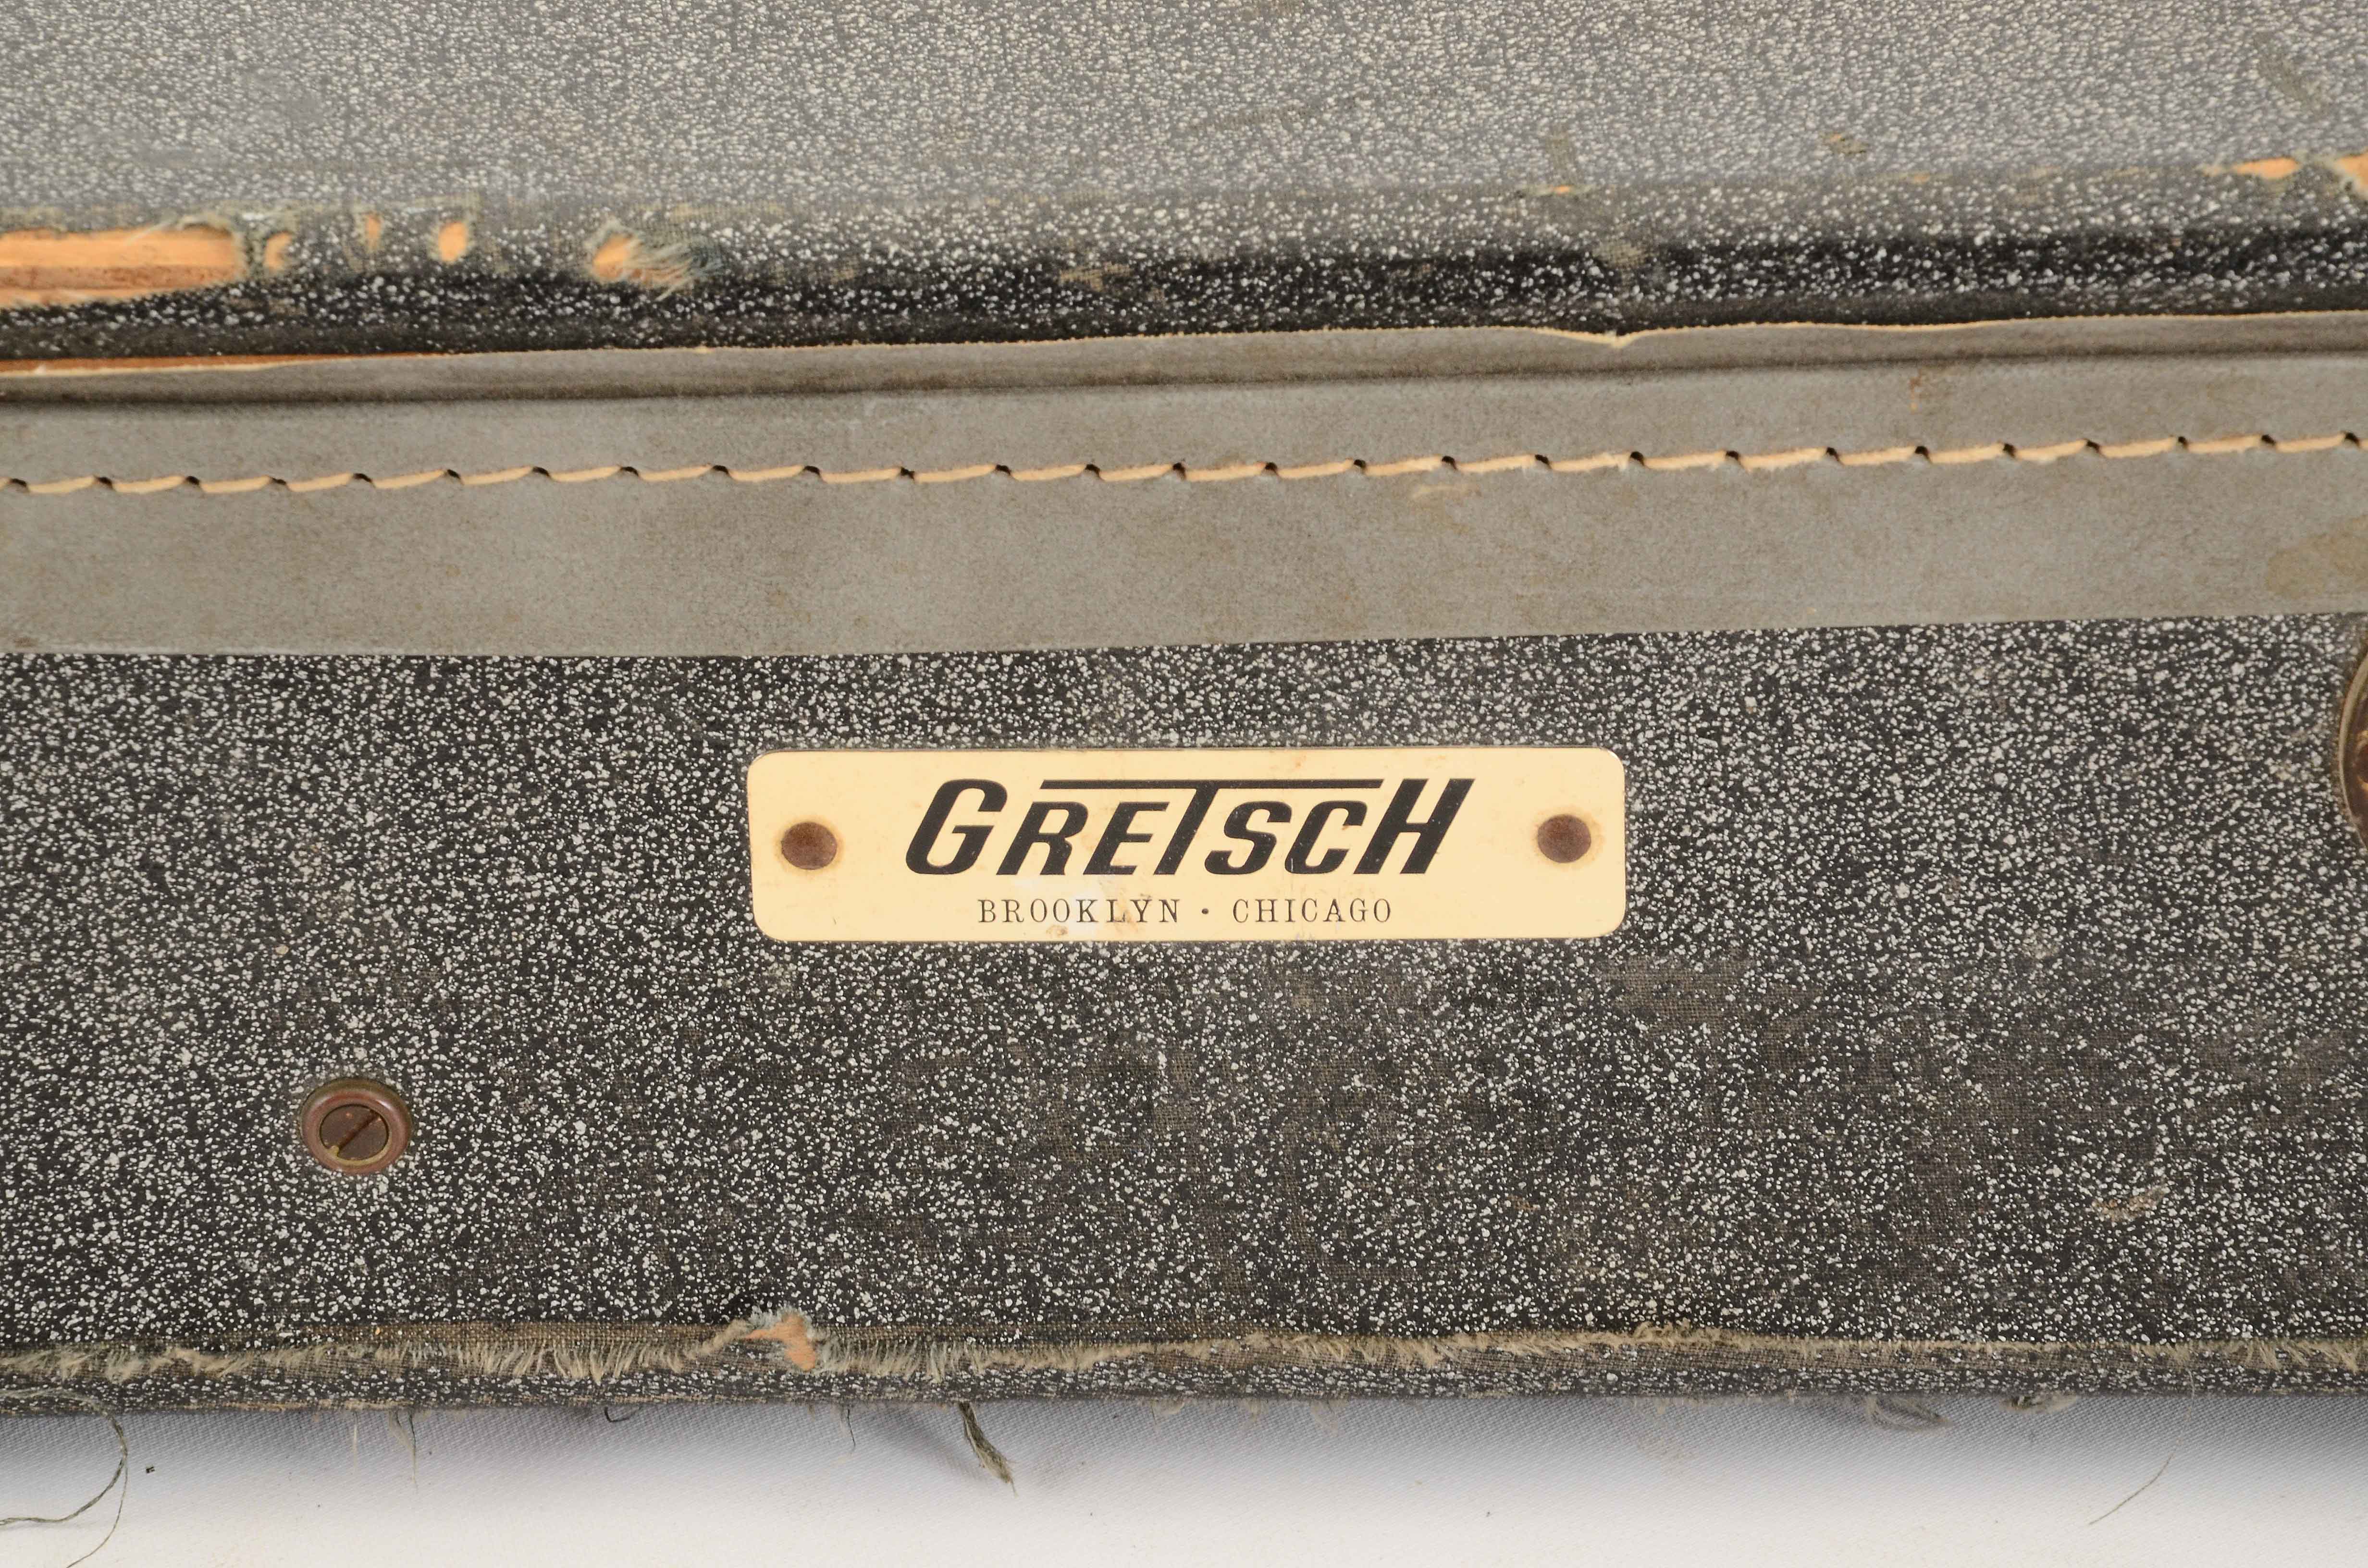 GRETSCH
BROOKLYN · CHICAGO